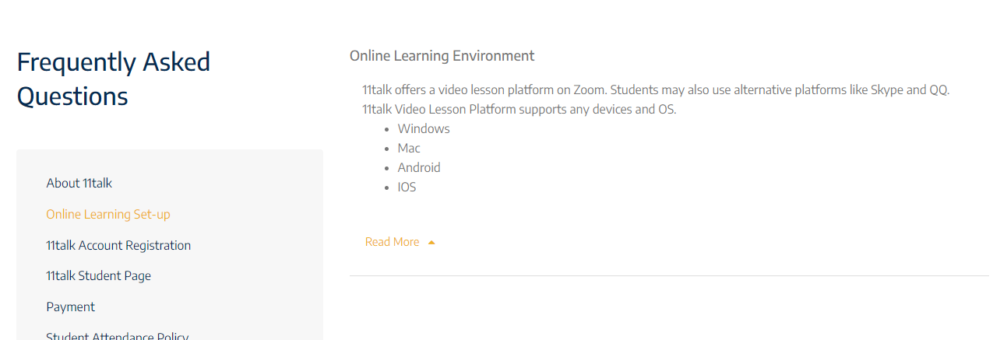 Frequently Asked
Questions
About 11talk
Online Learning Set-up
11talk Account Registration
11talk Student Page
Payment
Student Attendance Policy
Online Learning Environment
11talk offers a video lesson platform on Zoom. Students may also use alternative platforms like Skype and QQ.
11talk Video Lesson Platform supports any devices and OS.
• Windows
• Mac
• Android
• IOS
Read More